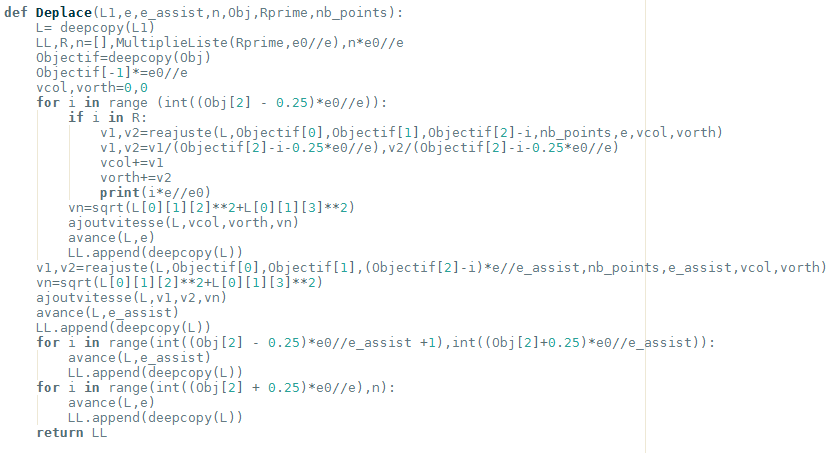 def Deplace(L1,e,e_assist,n,Obj,Rprime,nb_points):
    L= deepcopy(L1)
    LL,R,n=[],MultiplieListe(Rprime,e0//e),n*e0//e
    Objectif=deepcopy(Obj)
    Objectif[-1]*=e0//e
    vcol,vorth=0,0
    for i in range (int((Obj[2] - 0.25)*e0//e)):
        if i in R:
            v1,v2=reajuste(L,Objectif[0],Objectif[1],Objectif[2]-i,nb_points,e,vcol,vorth)
            v1,v2=v1/(Objectif[2]-i-0.25*e0//e),v2/(Objectif[2]-i-0.25*e0//e)
            vcol+=v1
            vorth+=v2
            print(i*e//e0)
        vn=sqrt(L[0][1][2]**2+L[0][1][3]**2)
        ajoutvitesse(L,vcol,vorth,vn)
        avance(L,e)
        LL.append(deepcopy(L))
    v1,v2=reajuste(L,Objectif[0],Objectif[1],(Objectif[2]-i)*e//e_assist,nb_points,e_assist,vcol,vorth)
    vn=sqrt(L[0][1][2]**2+L[0][1][3]**2)
    ajoutvitesse(L,v1,v2,vn)
    avance(L,e_assist)
    LL.append(deepcopy(L))
    for i in range(int((Obj[2] - 0.25)*e0//e_assist +1),int((Obj[2]+0.25)*e0//e_assist)):
        avance(L,e_assist)
        LL.append(deepcopy(L))
    for i in range(int((Obj[2] + 0.25)*e0//e),n):
        avance(L,e)
        LL.append(deepcopy(L))
    return LL